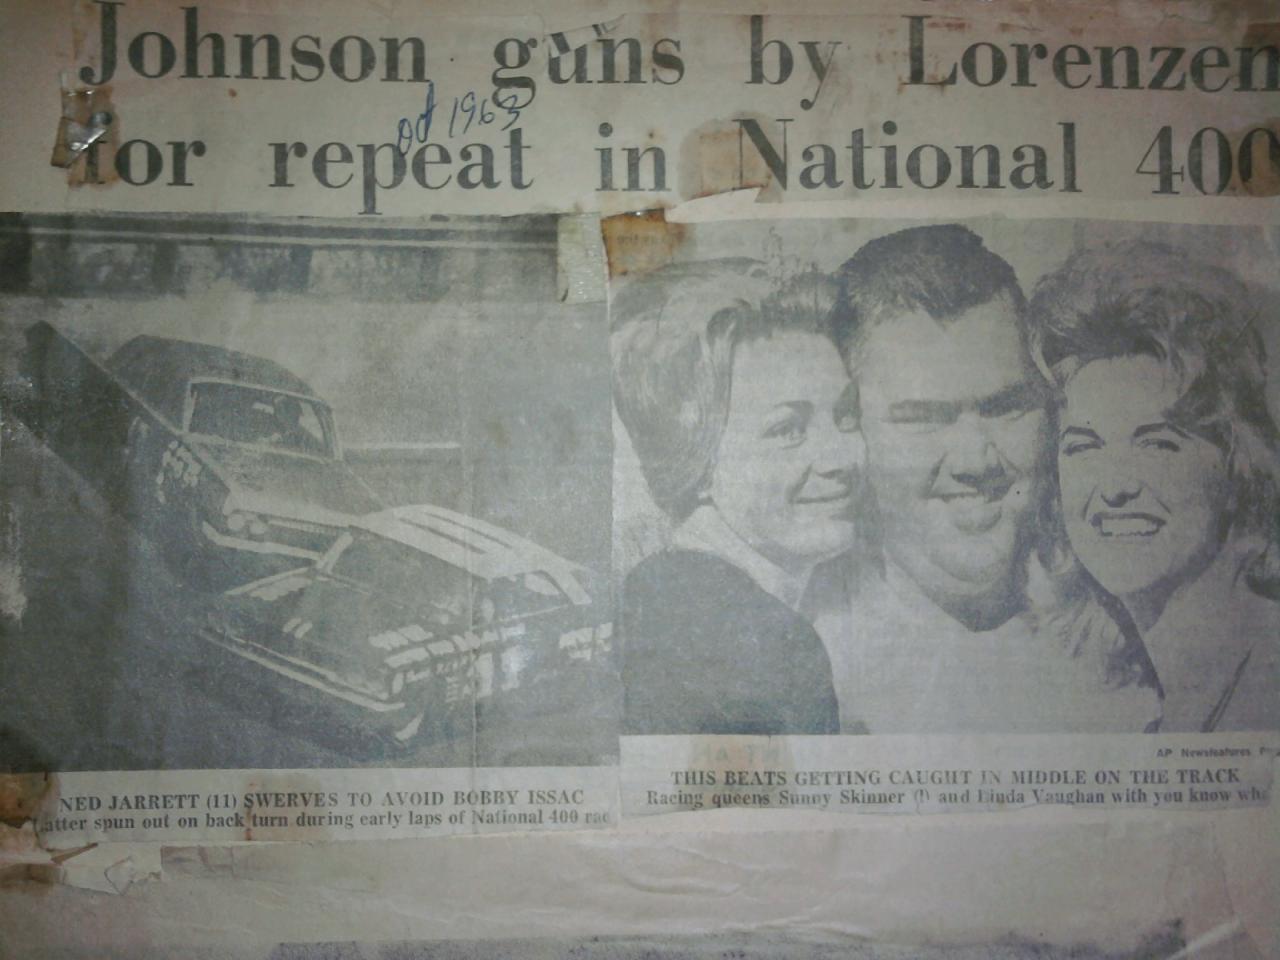 Johnson guns by Lorenzen
Oct 1963
for repeat in National 400
AP Newsfeatures
NED JARRETT (11) SWERVES TO AVOID BOBBY ISSAC
Latter spun out on back turn during early laps of National 400 rac
THIS BEATS GETTING CAUGHT IN MIDDLE ON THE TRACK
Racing queens Sunny Skinner (l) and Linda Vaughan with you know who